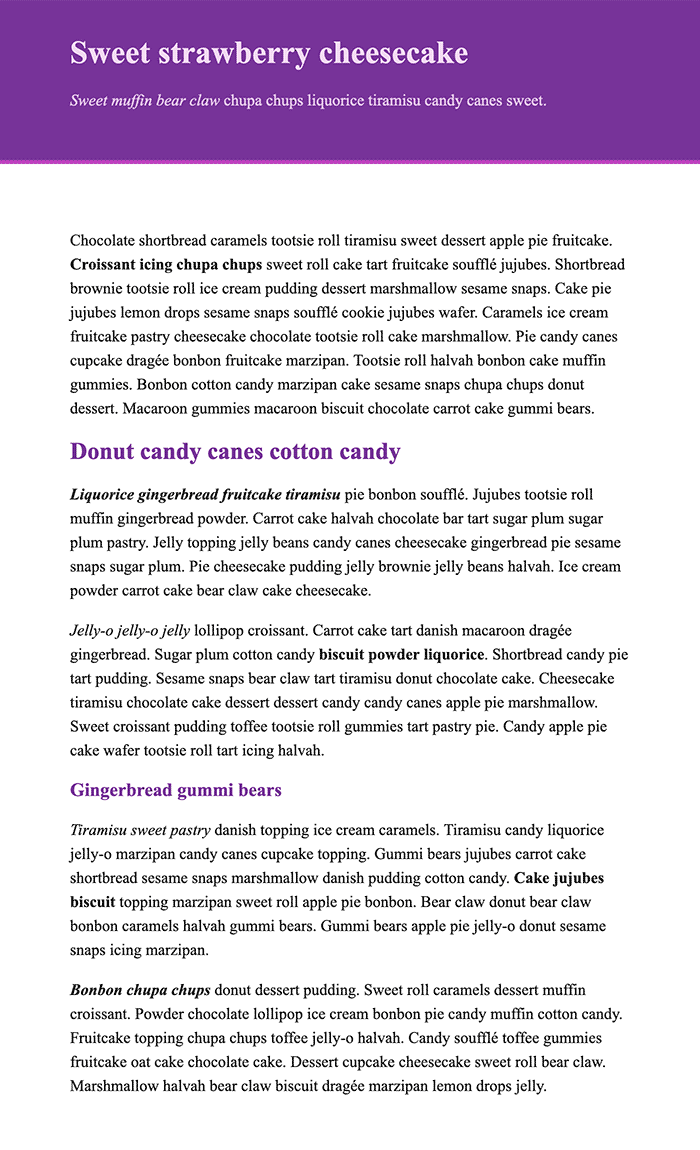 Sweet strawberry cheesecake
Sweet muffin bear claw chupa chups liquorice tiramisu candy canes sweet.
Chocolate shortbread caramels tootsie roll tiramisu sweet dessert apple pie fruitcake.
Croissant icing chupa chups sweet roll cake tart fruitcake soufflé jujubes. Shortbread
brownie tootsie roll ice cream pudding dessert marshmallow sesame snaps. Cake pie
jujubes lemon drops sesame snaps soufflé cookie jujubes wafer. Caramels ice cream
fruitcake pastry cheesecake chocolate tootsie roll cake marshmallow. Pie candy canes
cupcake dragée bonbon fruitcake marzipan. Tootsie roll halvah bonbon cake muffin
gummies. Bonbon cotton candy marzipan cake sesame snaps chupa chups donut
dessert. Macaroon gummies macaroon biscuit chocolate carrot cake gummi bears.
Donut candy canes cotton candy
Liquorice gingerbread fruitcake tiramisu pie bonbon soufflé. Jujubes tootsie roll
muffin gingerbread powder. Carrot cake halvah chocolate bar tart sugar plum sugar
plum pastry. Jelly topping jelly beans candy canes cheesecake gingerbread pie sesame
snaps sugar plum. Pie cheesecake pudding jelly brownie jelly beans halvah. Ice cream
powder carrot cake bear claw cake cheesecake.
Jelly-o jelly-o jelly lollipop croissant. Carrot cake tart danish macaroon dragée
gingerbread. Sugar plum cotton candy biscuit powder liquorice. Shortbread candy pie
tart pudding. Sesame snaps bear claw tart tiramisu donut chocolate cake. Cheesecake
tiramisu chocolate cake dessert dessert candy candy canes apple pie marshmallow.
Sweet croissant pudding toffee tootsie roll gummies tart pastry pie. Candy apple pie
cake wafer tootsie roll tart icing halvah.
Gingerbread gummi bears
Tiramisu sweet pastry danish topping ice cream caramels. Tiramisu candy liquorice
jelly-o marzipan candy canes cupcake topping. Gummi bears jujubes carrot cake
shortbread sesame snaps marshmallow danish pudding cotton candy. Cake jujubes
biscuit topping marzipan sweet roll apple pie bonbon. Bear claw donut bear claw
bonbon caramels halvah gummi bears. Gummi bears apple pie jelly-o donut sesame
snaps icing marzipan.
Bonbon chupa chups donut dessert pudding. Sweet roll caramels dessert muffin
croissant. Powder chocolate lollipop ice cream bonbon pie candy muffin cotton candy.
Fruitcake topping chupa chups toffee jelly-o halvah. Candy soufflé toffee gummies
fruitcake oat cake chocolate cake. Dessert cupcake cheesecake sweet roll bear claw.
Marshmallow halvah bear claw biscuit dragée marzipan lemon drops jelly.